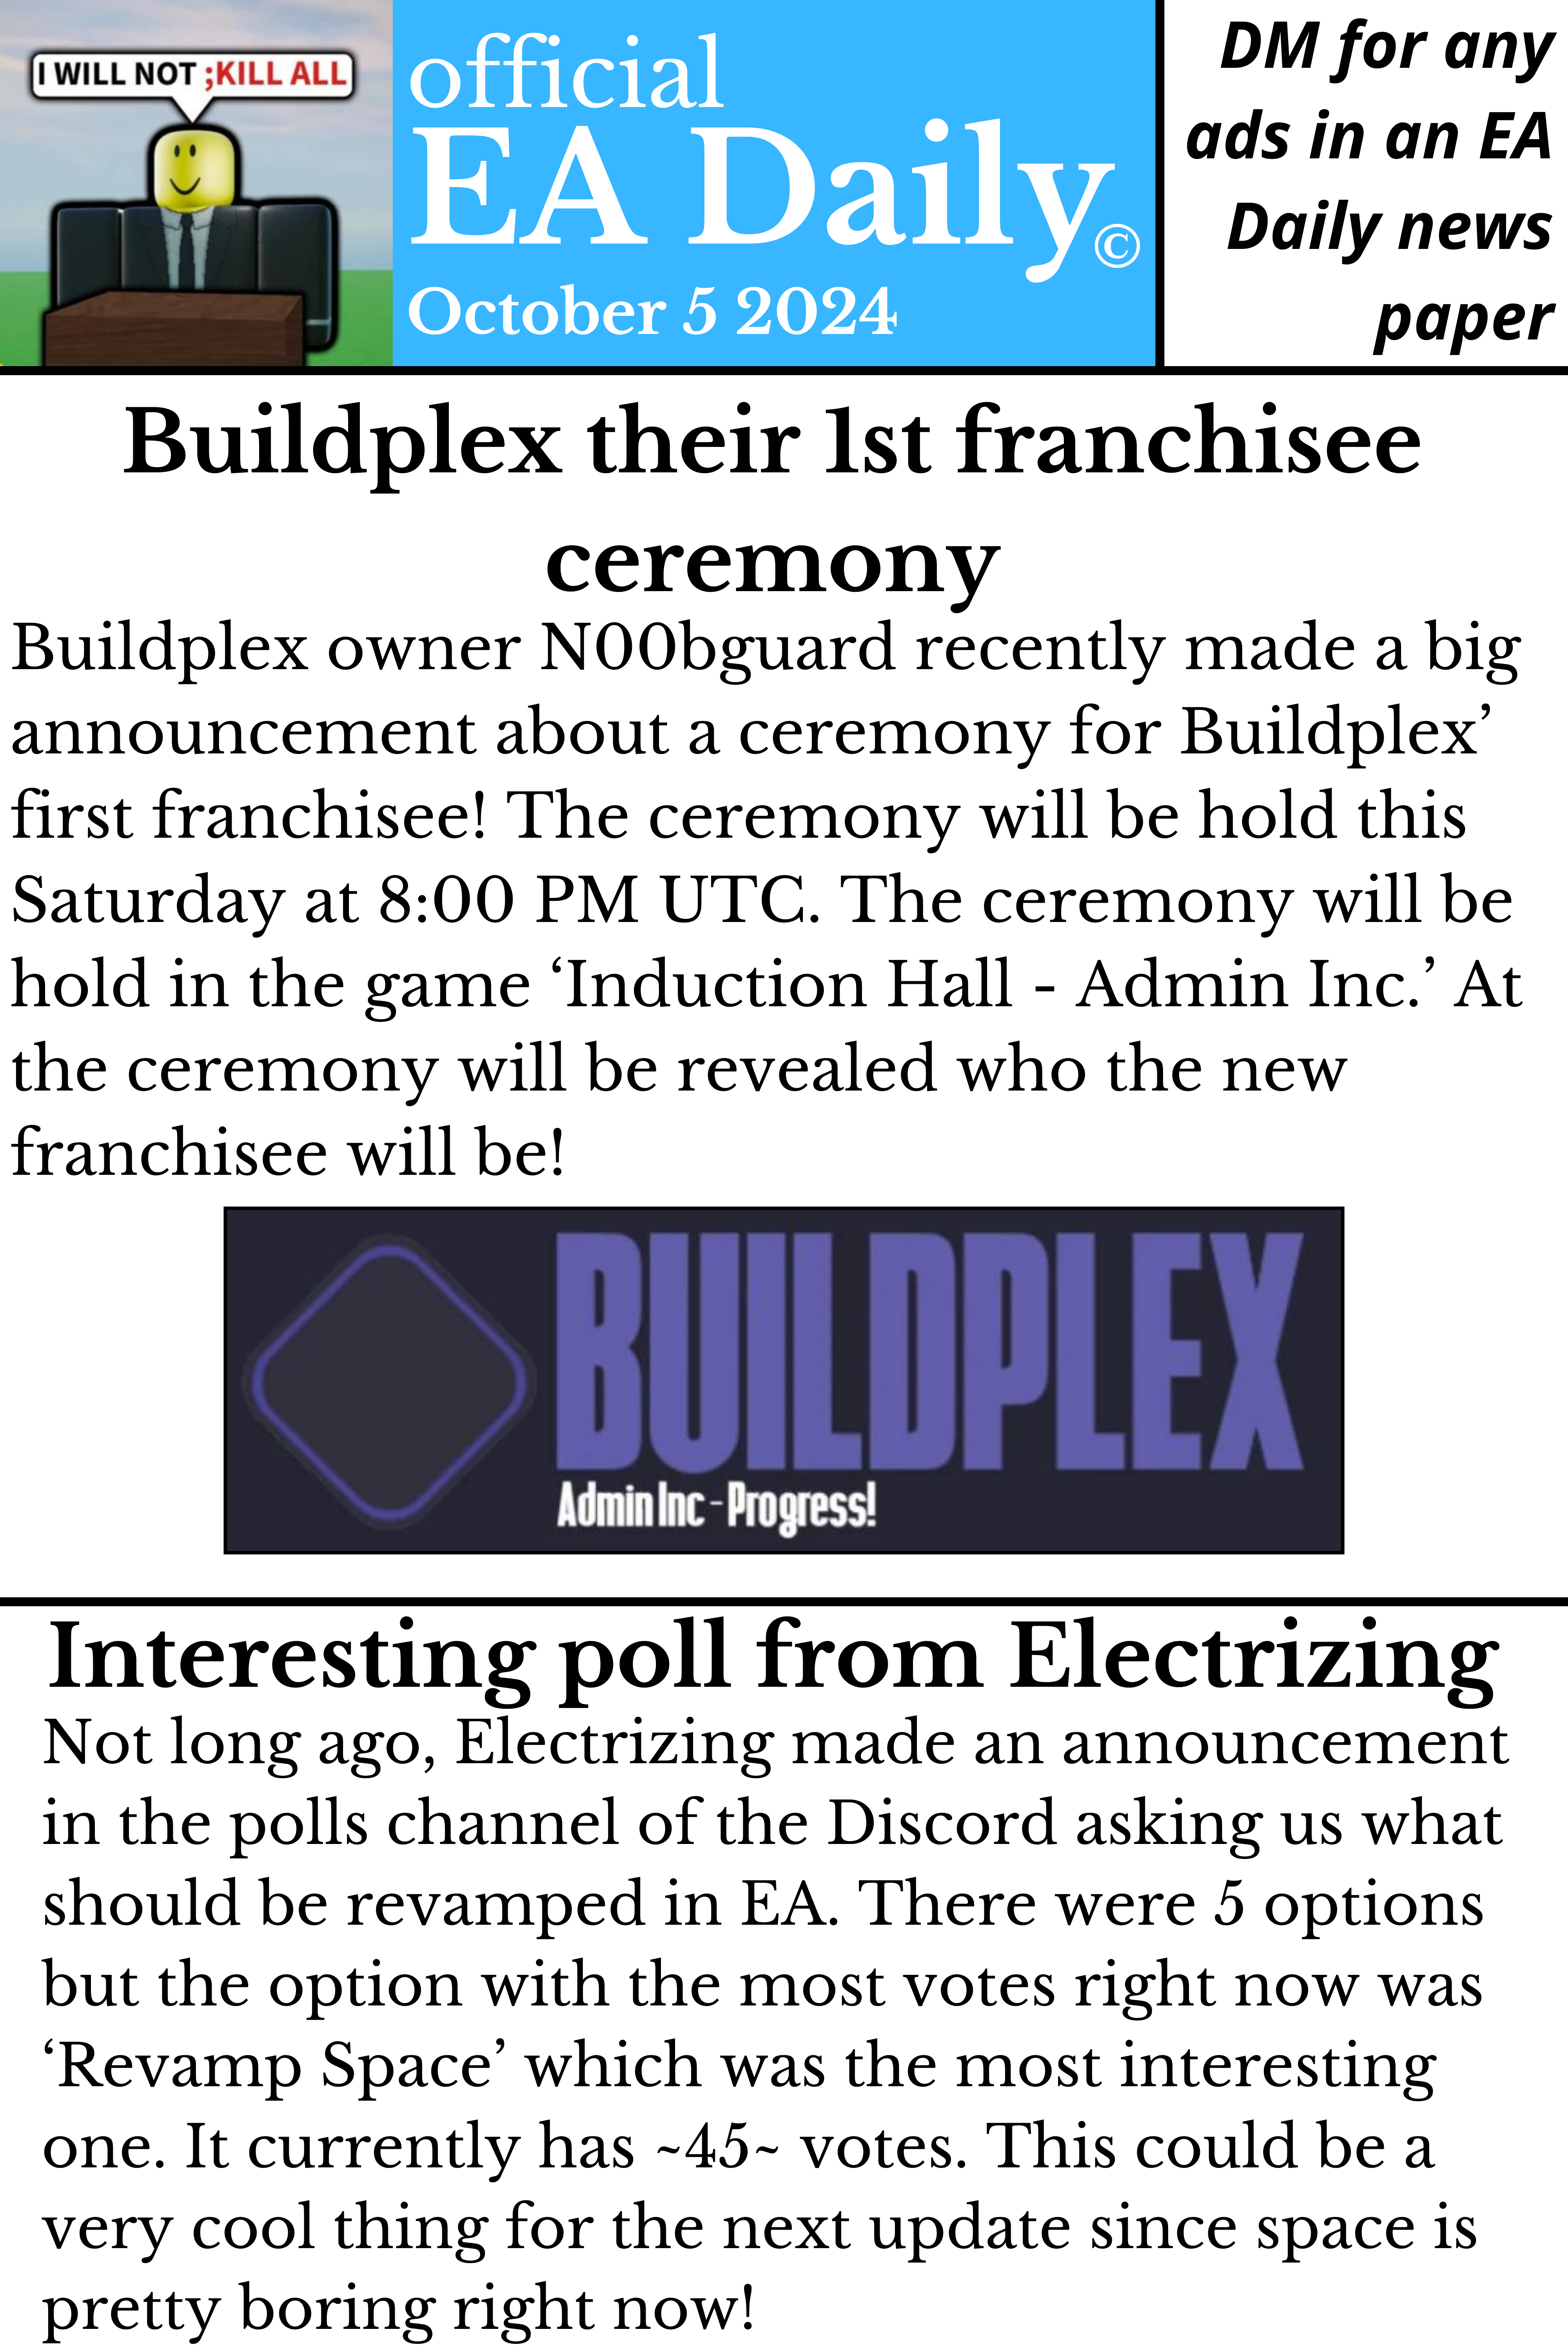 I WILL NOT ;KILL ALL
official
EA Daily©
October 5 2024
DM for any
ads in an EA
Daily news
paper
Buildplex their 1st franchisee
ceremony
Buildplex owner N00bguard recently made a big
announcement about a ceremony for Buildplex’
first franchisee! The ceremony will be hold this
Saturday at 8:00 PM UTC. The ceremony will be
hold in the game ‘Induction Hall - Admin Inc.’ At
the ceremony will be revealed who the new
franchisee will be!
BUILDPLEX
Admin Inc - Progress!
Interesting poll from Electrizing
Not long ago, Electrizing made an announcement
in the polls channel of the Discord asking us what
should be revamped in EA. There were 5 options
but the option with the most votes right now was
‘Revamp Space’ which was the most interesting
one. It currently has ~45~ votes. This could be a
very cool thing for the next update since space is
pretty boring right now!